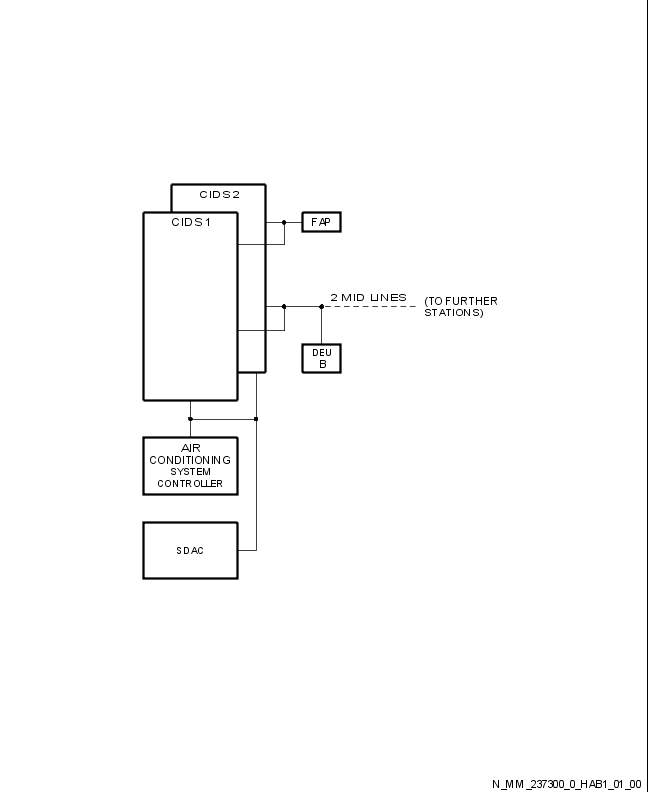 CIDS2
CIDS1
FAP
2 MID LINES
(TO FURTHER
STATIONS)
DEU
B
AIR
CONDITIONING
SYSTEM
CONTROLLER
SDAC
N_MM_237300_0_HAB1_01_00